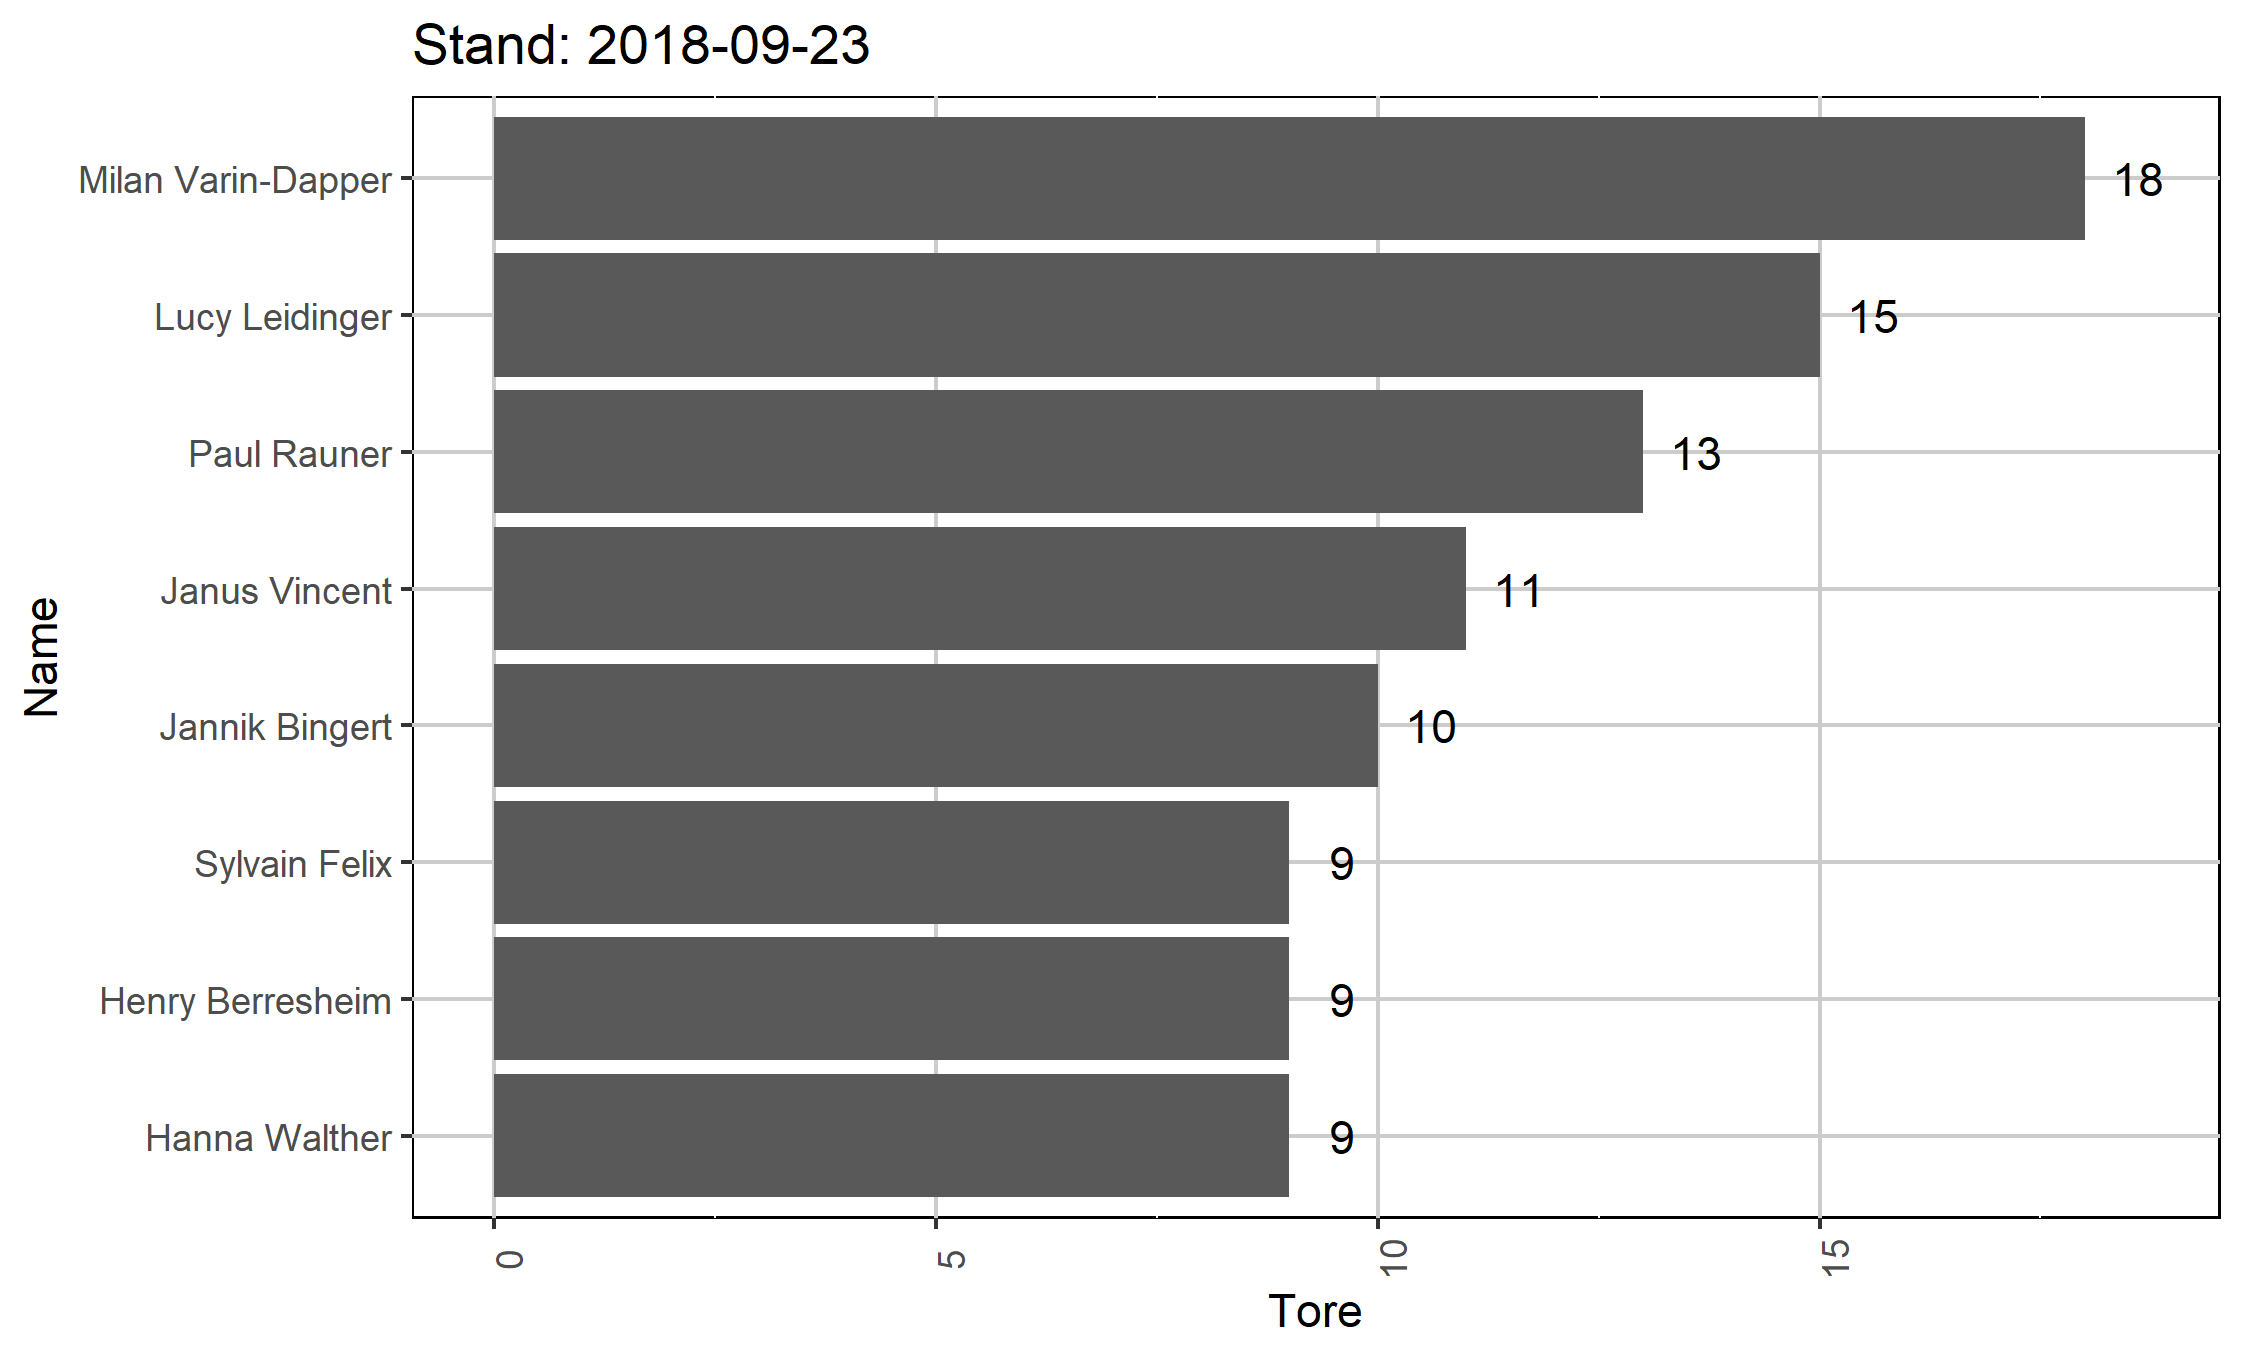 Stand: 2018-09-23
Milan Varin-Dapper 18
Lucy Leidinger 15
Paul Rauner 13
Janus Vincent 11
Jannik Bingert 10
Sylvain Felix 9
Henry Berresheim 9
Hanna Walther 9
Name
0 5 10 15
Tore